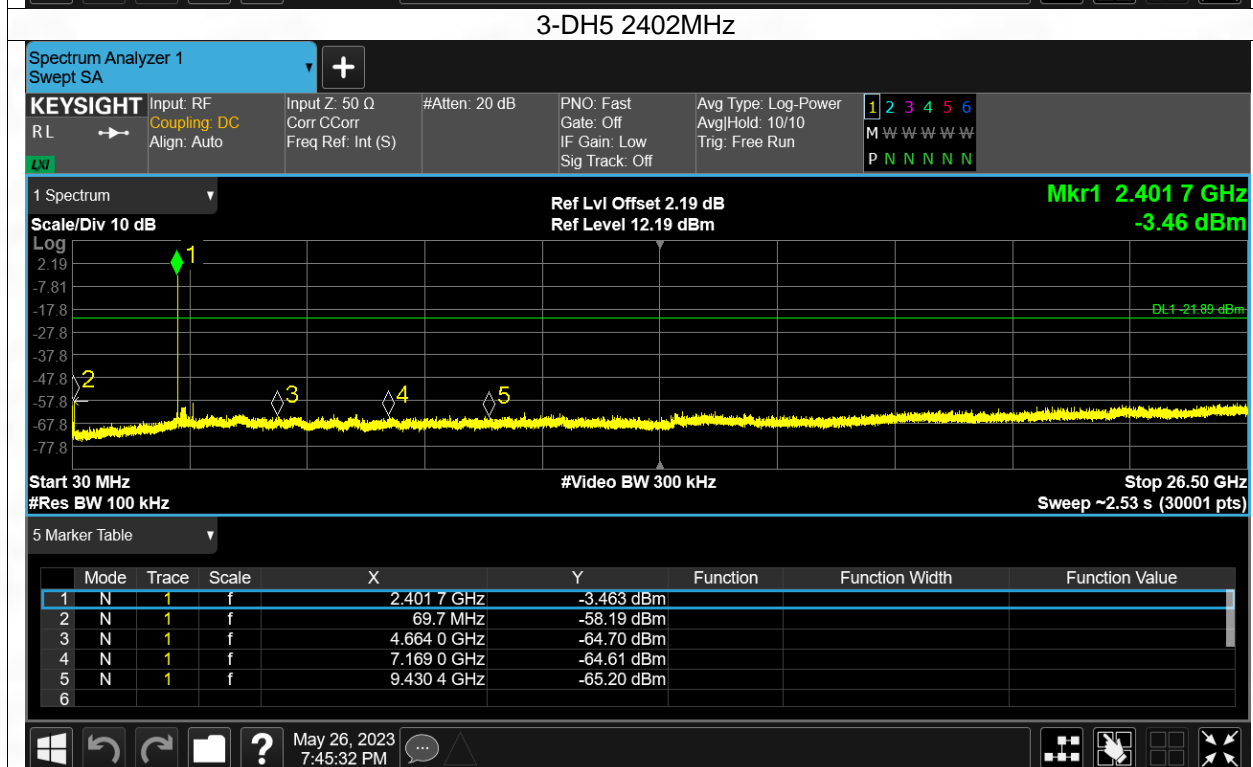 3-DH5 2402MHz
Spectrum Analyzer 1
Swept SA
KEYSIGHT
RL
LXI
Input: RF
Coupling: DC
Align: Auto
Input Z: 50 Ω
Corr CCorr
Freq Ref: Int (S)
#Atten: 20 dB
PNO: Fast
Gate: Off
IF Gain: Low
Sig Track: Off
Avg Type: Log-Power
Avg|Hold: 10/10
Trig: Free Run
1 2 3 4 5 6
M W W W W W
P N N N N N
1 Spectrum
Scale/Div 10 dB
Ref Lvl Offset 2.19 dB
Ref Level 12.19 dBm
Mkr1 2.401 7 GHz
-3.46 dBm
Log
2.19
-7.81
-17.8
-27.8
-37.8
-47.8
-57.8
-67.8
-77.8
1
2
3
4
5
DL1 -21.89 dBm
Start 30 MHz
#Video BW 300 kHz
Stop 26.50 GHz
#Res BW 100 kHz
Sweep ~2.53 s (30001 pts)
5 Marker Table
Mode Trace Scale X Y Function Function Width Function Value
1 N 1 f 2.401 7 GHz -3.463 dBm
2 N 1 f 69.7 MHz -58.19 dBm
3 N 1 f 4.664 0 GHz -64.70 dBm
4 N 1 f 7.169 0 GHz -64.61 dBm
5 N 1 f 9.430 4 GHz -65.20 dBm
6
?
May 26, 2023
7:45:32 PM